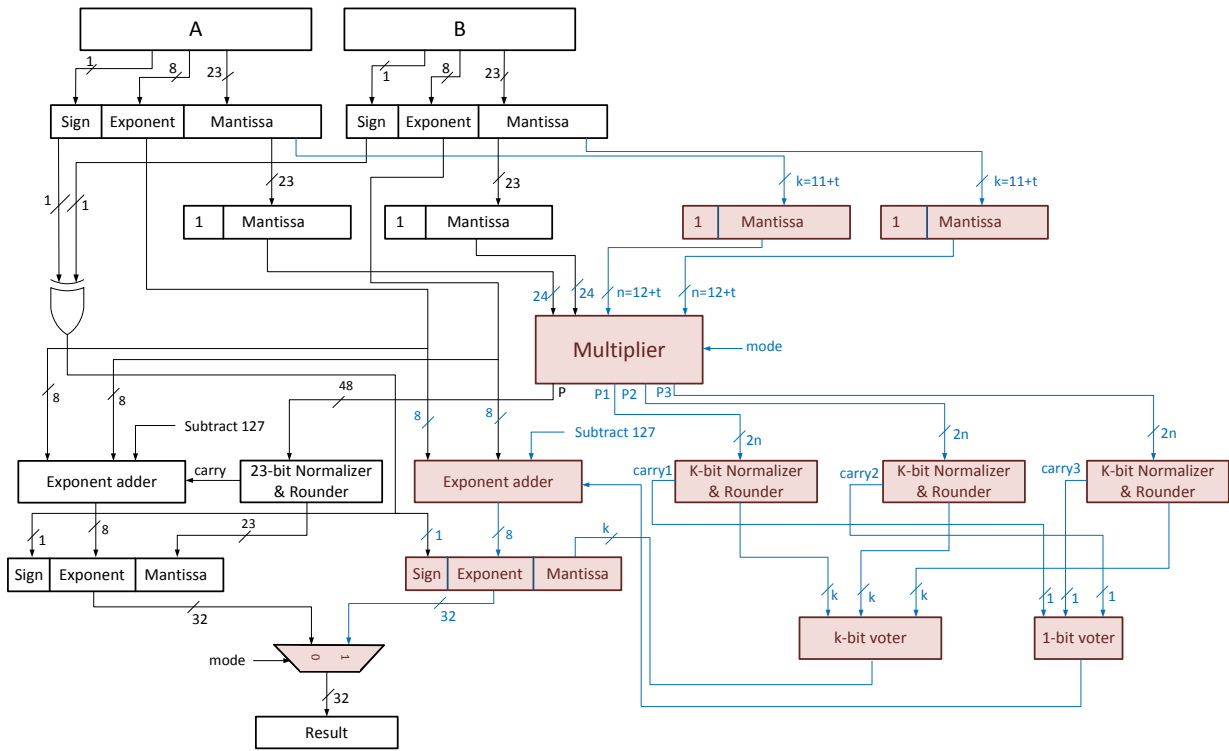 A
B
1
8
23
1
8
23
Sign
Exponent
Mantissa
Sign
Exponent
Mantissa
23
23
k=11+t
k=11+t
1
1
1
Mantissa
1
Mantissa
1
Mantissa
1
Mantissa
24
24
n=12+t
n=12+t
Multiplier
mode
P
P1
P2
P3
8
8
48
8
8
2n
2n
2n
Subtract 127
Subtract 127
Exponent adder
carry
23-bit Normalizer
& Rounder
Exponent adder
carry1
K-bit Normalizer
& Rounder
carry2
K-bit Normalizer
& Rounder
carry3
K-bit Normalizer
& Rounder
1
8
23
1
8
k
Sign
Exponent
Mantissa
Sign
Exponent
Mantissa
k
k
k
1
1
1
32
32
k-bit voter
1-bit voter
mode
0
1
32
Result